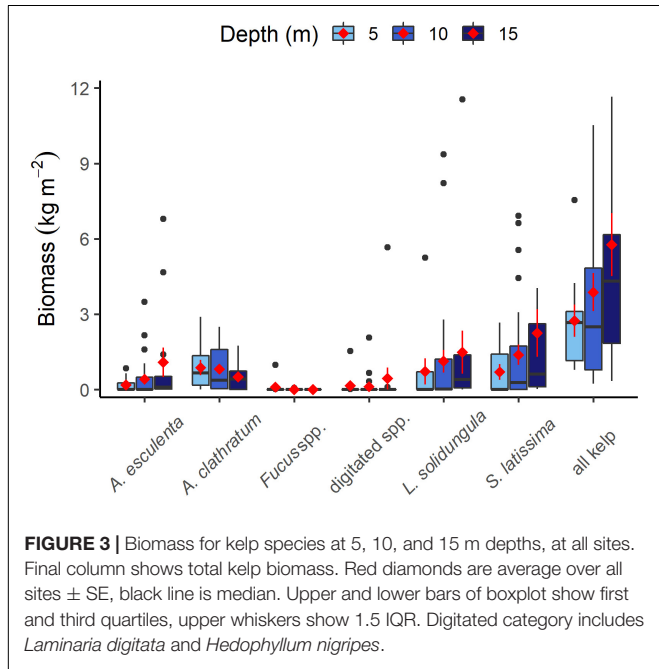 Depth (m) 5 10 15
12
9
6
3
0
Biomass (kg m−2)
A. esculenta
A. clathratum
Fucus spp.
digitated spp.
L. solidungula
S. latissima
all kelp
FIGURE 3 | Biomass for kelp species at 5, 10, and 15 m depths, at all sites.
Final column shows total kelp biomass. Red diamonds are average over all
sites ± SE, black line is median. Upper and lower bars of boxplot show first
and third quartiles, upper whiskers show 1.5 IQR. Digitated category includes
Laminaria digitata and Hedophyllum nigripes.